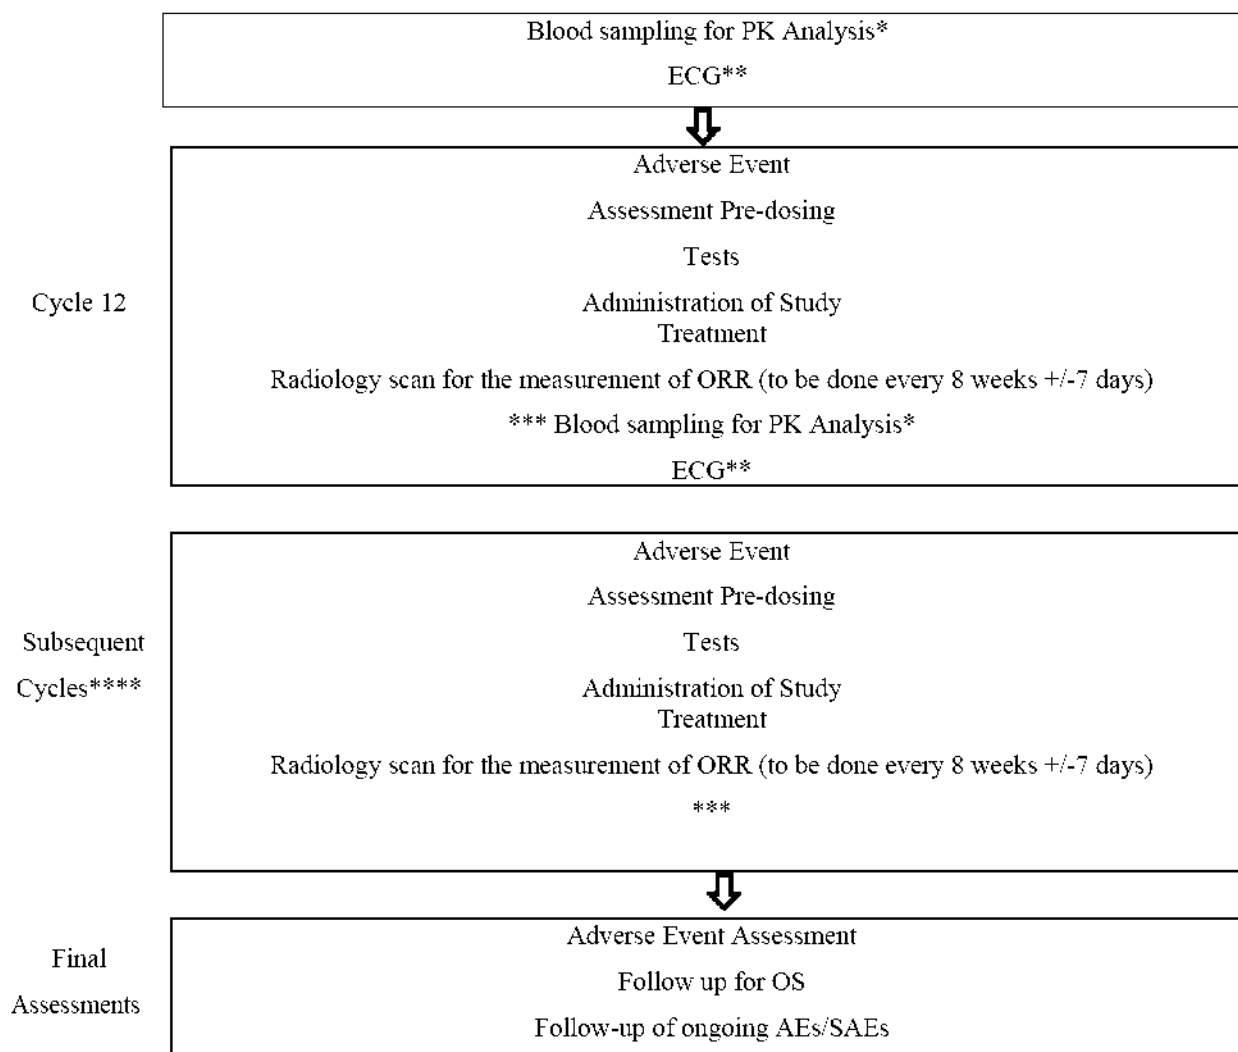 Blood sampling for PK Analysis*
ECG**
Cycle 12
Adverse Event
Assessment Pre-dosing
Tests
Administration of Study
Treatment
Radiology scan for the measurement of ORR (to be done every 8 weeks +/-7 days)
*** Blood sampling for PK Analysis*
ECG**
Subsequent
Cycles****
Adverse Event
Assessment Pre-dosing
Tests
Administration of Study
Treatment
Radiology scan for the measurement of ORR (to be done every 8 weeks +/-7 days)
***
Final
Assessments
Adverse Event Assessment
Follow up for OS
Follow-up of ongoing AEs/SAEs